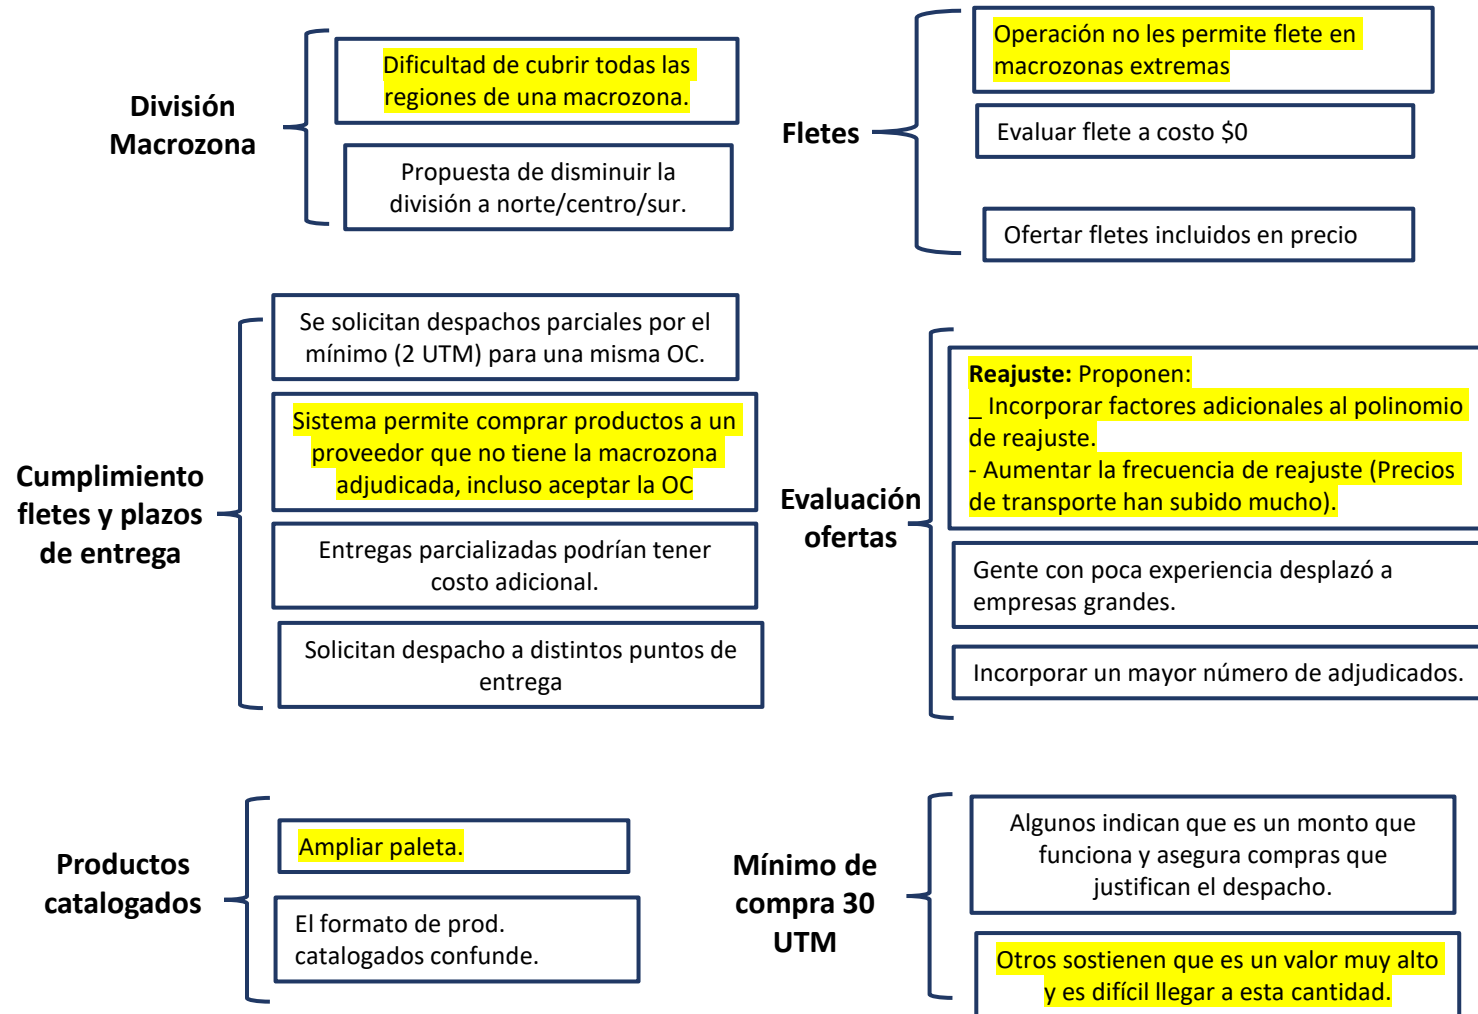 División
Macrozona
Dificultad de cubrir todas las
regiones de una macrozona.
Propuesta de disminuir la
división a norte/centro/sur.
Fletes
Operación no les permite flete en
macrozonas extremas
Evaluar flete a costo $0
Ofertar fletes incluidos en precio
Cumplimiento
fletes y plazos
de entrega
Se solicitan despachos parciales por el
mínimo (2 UTM) para una misma OC.
Sistema permite comprar productos a un
proveedor que no tiene la macrozona
adjudicada, incluso aceptar la OC
Entregas parcializadas podrían tener
costo adicional.
Solicitan despacho a distintos puntos de
entrega
Evaluación
ofertas
Reajuste: Proponen:
_ Incorporar factores adicionales al polinomio
de reajuste.
- Aumentar la frecuencia de reajuste (Precios
de transporte han subido mucho).
Gente con poca experiencia desplazó a
empresas grandes.
Incorporar un mayor número de adjudicados.
Productos
catalogados
Ampliar paleta.
El formato de prod.
catalogados confunde.
Mínimo de
compra 30
UTM
Algunos indican que es un monto que
funciona y asegura compras que
justifican el despacho.
Otros sostienen que es un valor muy alto
y es difícil llegar a esta cantidad.